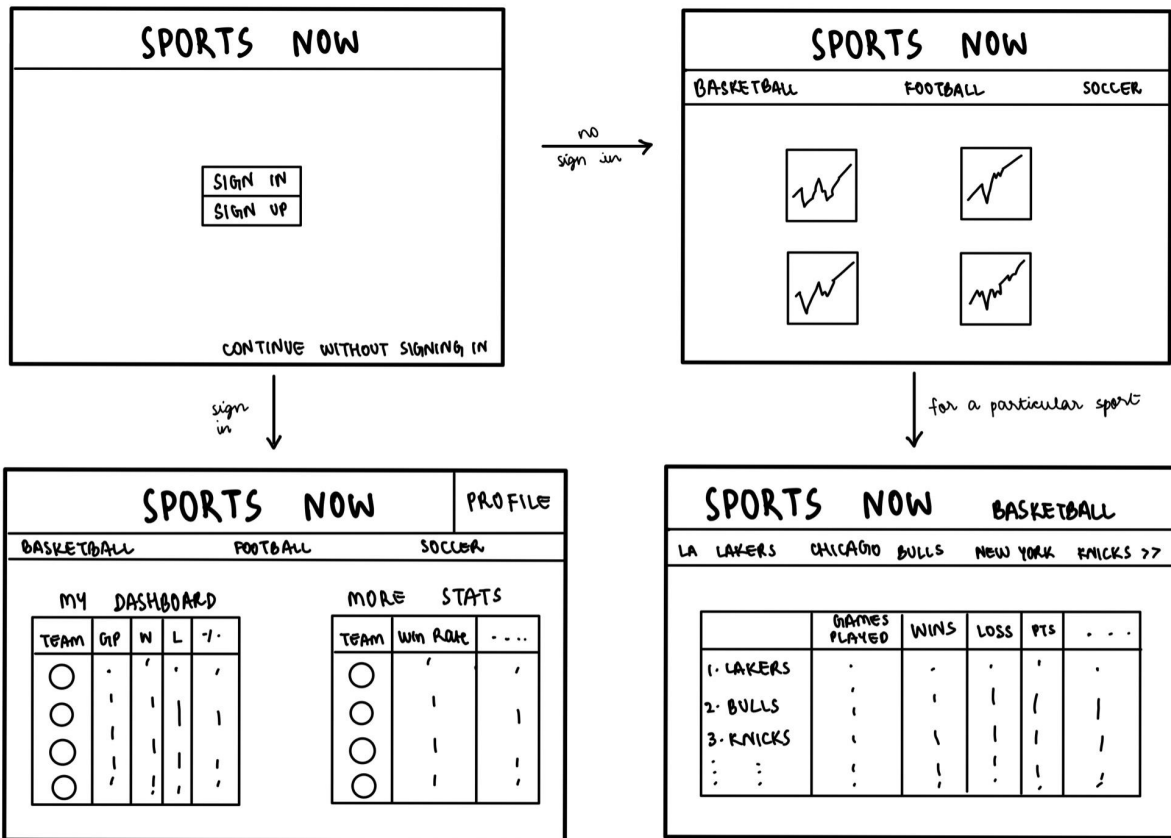 SPORTS NOW
SIGN IN
SIGN UP
CONTINUE WITHOUT SIGNING IN
no
sign in
SPORTS NOW
BASKETBALL FOOTBALL SOCCER
sign
in
for a particular sport
SPORTS NOW PROFILE
BASKETBALL FOOTBALL SOCCER
MY DASHBOARD
TEAM GP W L -/.
MORE STATS
TEAM Win Rate ....
SPORTS NOW BASKETBALL
LA LAKERS CHICAGO BULLS NEW YORK KNICKS >>
GAMES PLAYED WINS LOSS PTS ...
1. LAKERS
2. BULLS
3. KNICKS